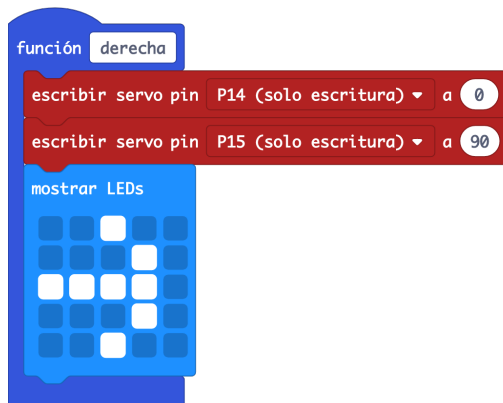 función derecha
escribir servo pin P14 (solo escritura) a 0
escribir servo pin P15 (solo escritura) a 90
mostrar LEDs